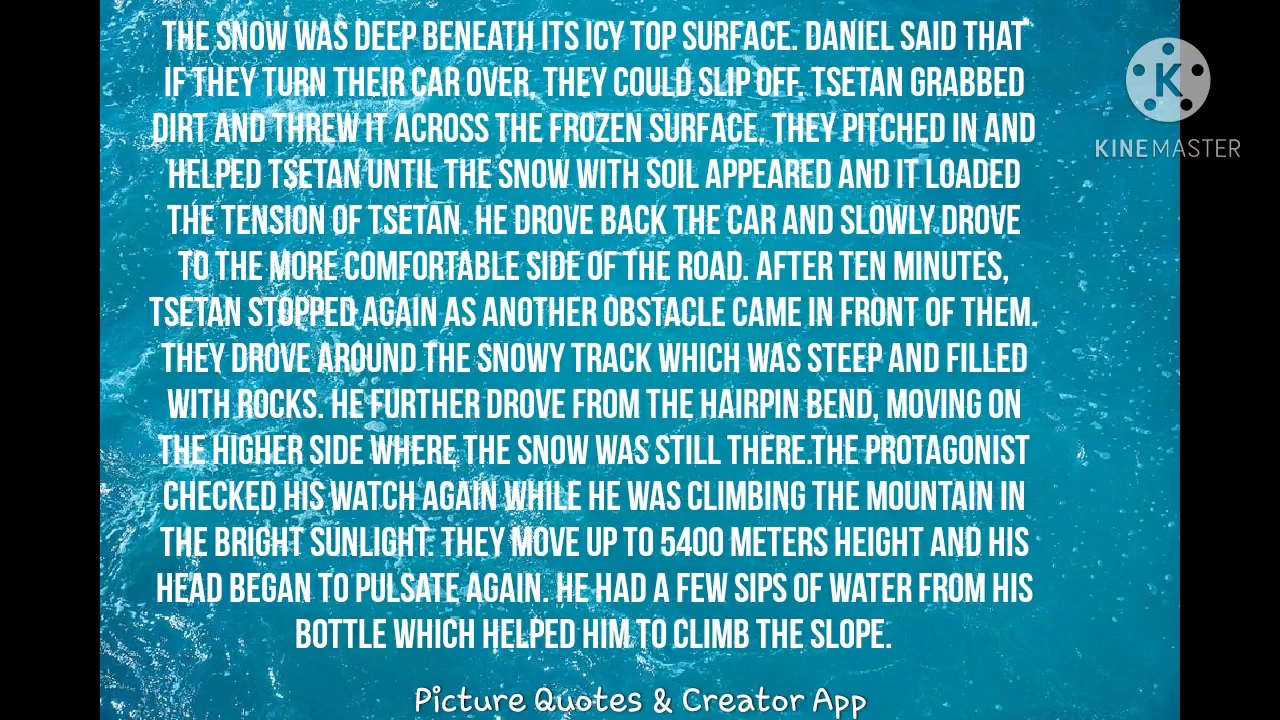 THE SNOW WAS DEEP BENEATH ITS ICY TOP SURFACE. DANIEL SAID THAT
IF THEY TURN THEIR CAR OVER, THEY COULD SLIP OFF. TSETAN GRABBED
DIRT AND THREW IT ACROSS THE FROZEN SURFACE, THEY PITCHED IN AND
HELPED TSETAN UNTIL THE SNOW WITH SOIL APPEARED AND IT LOADED
THE TENSION OF TSETAN. HE DROVE BACK THE CAR AND SLOWLY DROVE
TO THE MORE COMFORTABLE SIDE OF THE ROAD. AFTER TEN MINUTES,
TSETAN STOPPED AGAIN AS ANOTHER OBSTACLE CAME IN FRONT OF THEM.
THEY DROVE AROUND THE SNOWY TRACK WHICH WAS STEEP AND FILLED
WITH ROCKS. HE FURTHER DROVE FROM THE HAIRPIN BEND, MOVING ON
THE HIGHER SIDE WHERE THE SNOW WAS STILL THERE.THE PROTAGONIST
CHECKED HIS WATCH AGAIN WHILE HE WAS CLIMBING THE MOUNTAIN IN
THE BRIGHT SUNLIGHT. THEY MOVE UP TO 5400 METERS HEIGHT AND HIS
HEAD BEGAN TO PULSATE AGAIN. HE HAD A FEW SIPS OF WATER FROM HIS
BOTTLE WHICH HELPED HIM TO CLIMB THE SLOPE.
Picture Quotes & Creator App
K
KINEMASTER